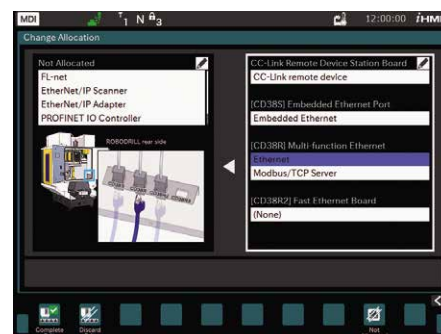 MDI
T1 N 3
12:00:00 iHMI
Change Allocation
Not Allocated
FL-net
EtherNet/IP Scanner
EtherNet/IP Adapter
PROFINET IO Controller
ROBODRILL rear side
CC-Link Remote Device Station Board
CC-Link remote device
[CD38S] Embedded Ethernet Port
Embedded Ethernet
[CD38R] Multi-function Ethernet
Ethernet
Modbus/TCP Server
[CD38R2] Fast Ethernet Board
(None)
Complete
Discard
Not